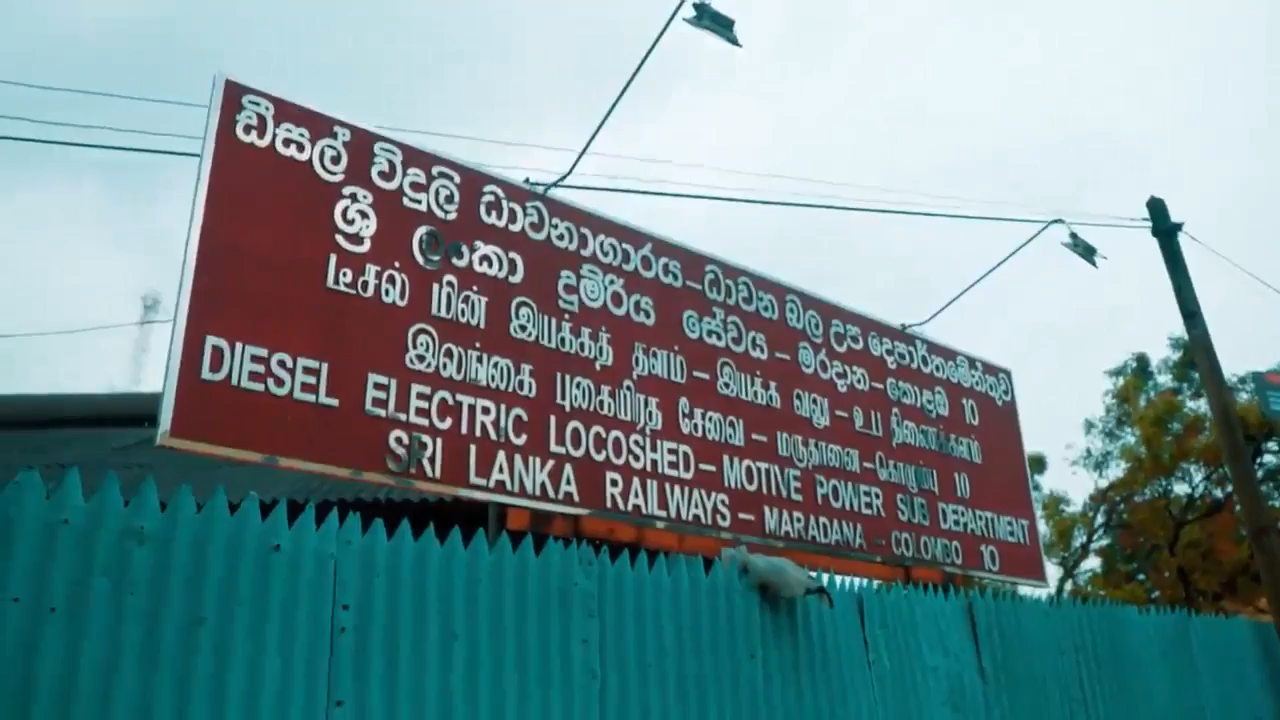 ඩීසල් විදුලි ධාවනාගාරය - ධාවන බල උප දෙපාර්තමේන්තුව
ශ්‍රී ලංකා දුම්රිය සේවය - මරදාන - කොළඹ 10
டீசல் மின் இயக்கத் தளம் - இயக்க வலு - உப திணைக்களம்
இலங்கை புகையிரத சேவை - மருதானை - கொழும்பு 10
DIESEL ELECTRIC LOCOSHED - MOTIVE POWER SUB DEPARTMENT
SRI LANKA RAILWAYS - MARADANA - COLOMBO 10